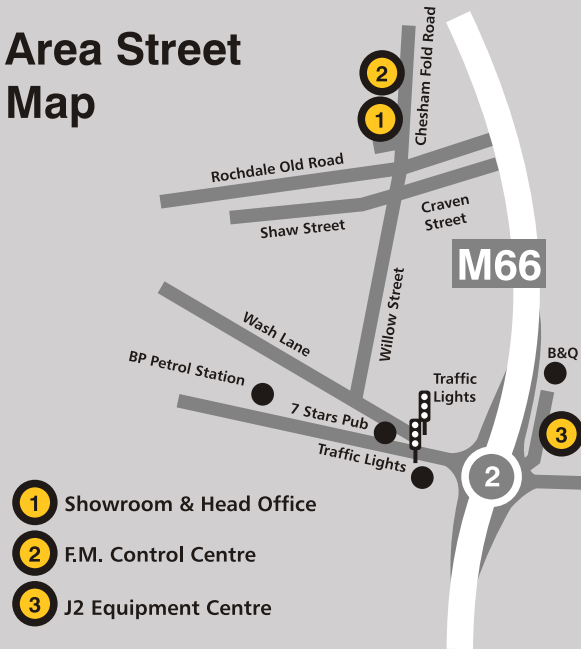 Area Street
Map
Chesham Fold Road
2
1
Rochdale Old Road
Craven
Street
Shaw Street
M66
Willow Street
Wash Lane
B&Q
BP Petrol Station
Traffic
Lights
7 Stars Pub
3
Traffic Lights
2
1 Showroom & Head Office
2 F.M. Control Centre
3 J2 Equipment Centre